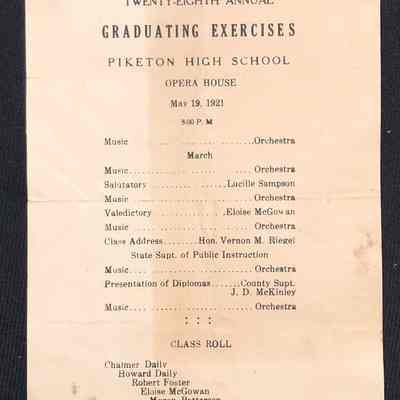 TWENTY-EIGHTH ANNUAL
GRADUATING EXERCISES
PIKETON HIGH SCHOOL
OPERA HOUSE
May 19, 1921
8:00 P. M
Music ........................ Orchestra
March
Music ........................ Orchestra
Salutatory .................. Lucille Sampson
Music ........................ Orchestra
Valedictory ................. Eloise McGowan
Music ........................ Orchestra
Class Address ........ Hon. Vernon M. Riegel
State Supt. of Public Instruction
Music ........................ Orchestra
Presentation of Diplomas ...... County Supt.
J. D. McKinley
Music ........................ Orchestra
: : :
CLASS ROLL
Chalmer Daily
Howard Daily
Robert Foster
Eloise McGowan